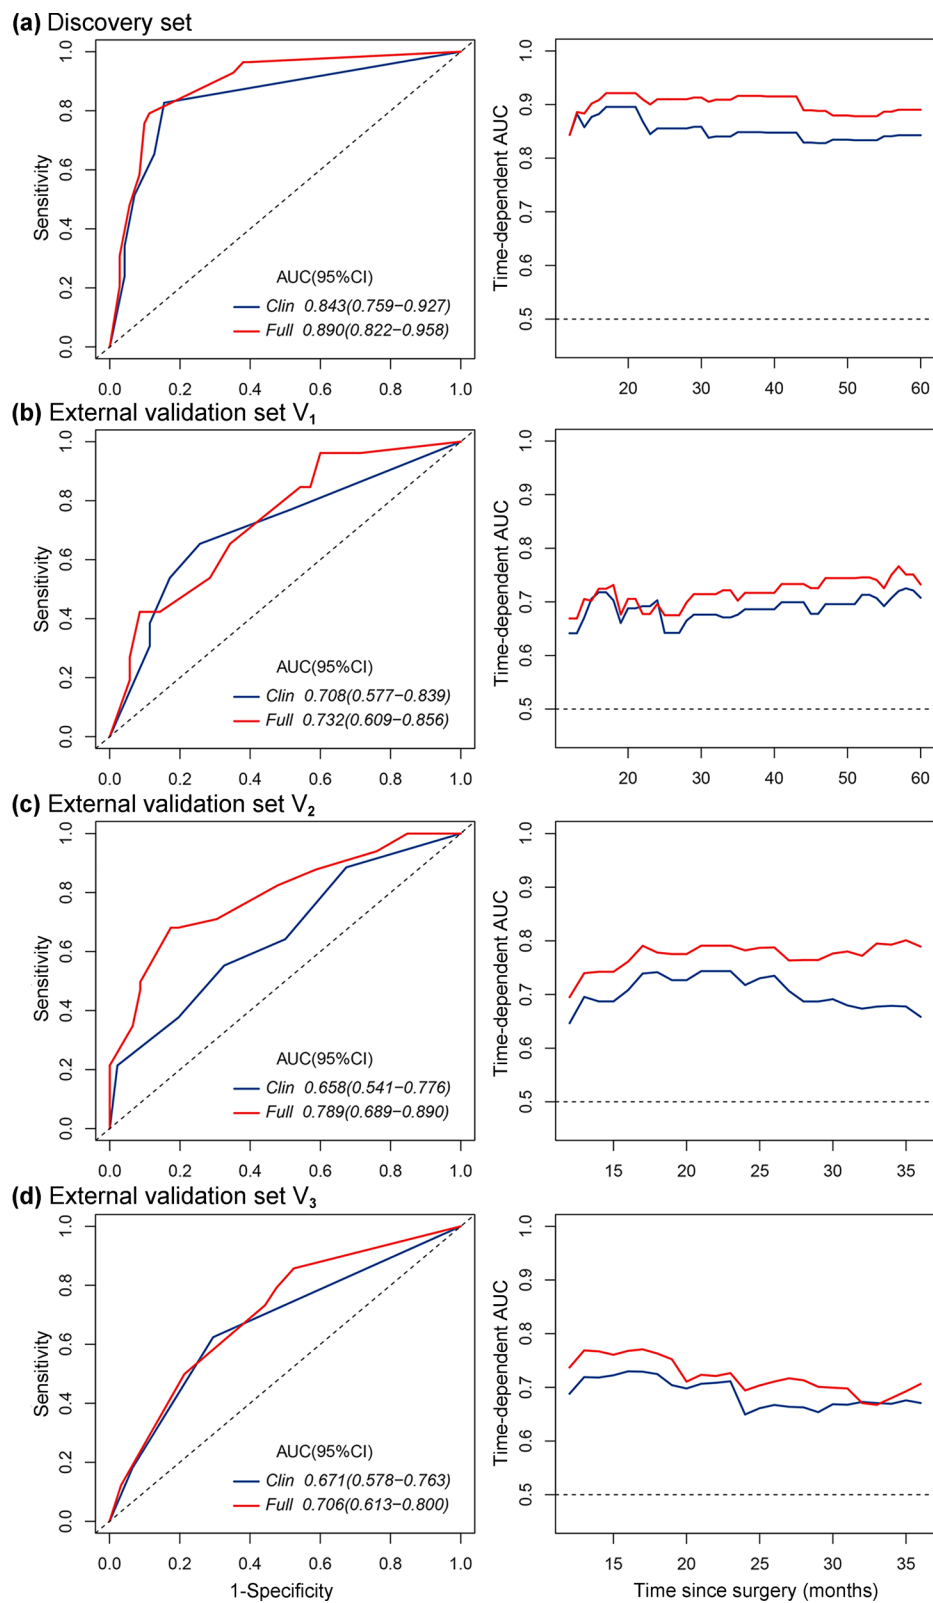 (a) Discovery set
Sensitivity
0.0 0.2 0.4 0.6 0.8 1.0
AUC(95%CI)
Clin 0.843(0.759−0.927)
Full 0.890(0.822−0.958)
0.0 0.2 0.4 0.6 0.8 1.0
Time-dependent AUC
0.5 0.6 0.7 0.8 0.9 1.0
20 30 40 50 60
(b) External validation set V1
Sensitivity
0.0 0.2 0.4 0.6 0.8 1.0
AUC(95%CI)
Clin 0.708(0.577−0.839)
Full 0.732(0.609−0.856)
0.0 0.2 0.4 0.6 0.8 1.0
Time-dependent AUC
0.5 0.6 0.7 0.8 0.9 1.0
20 30 40 50 60
(c) External validation set V2
Sensitivity
0.0 0.2 0.4 0.6 0.8 1.0
AUC(95%CI)
Clin 0.658(0.541−0.776)
Full 0.789(0.689−0.890)
0.0 0.2 0.4 0.6 0.8 1.0
Time-dependent AUC
0.5 0.6 0.7 0.8 0.9 1.0
15 20 25 30 35
(d) External validation set V3
Sensitivity
0.0 0.2 0.4 0.6 0.8 1.0
AUC(95%CI)
Clin 0.671(0.578−0.763)
Full 0.706(0.613−0.800)
0.0 0.2 0.4 0.6 0.8 1.0
1-Specificity
Time-dependent AUC
0.5 0.6 0.7 0.8 0.9 1.0
15 20 25 30 35
Time since surgery (months)